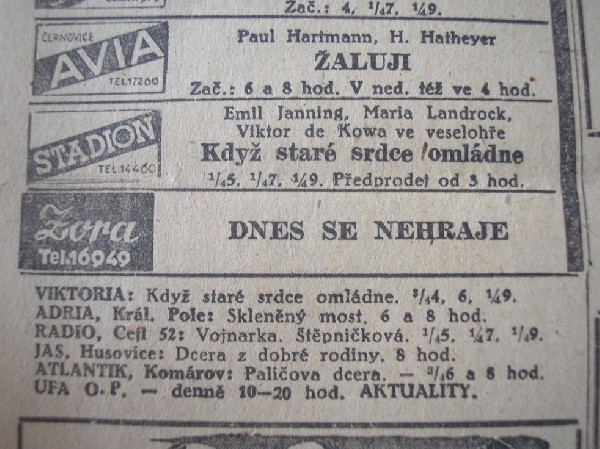 Zač.: 4, ¹/₄7, ¼9.
ČERNOVICE
AVIA
TEL.17260
Paul Hartmann, H. Hatheyer
ŽALUJI
Zač.: 6 a 8 hod. V ned. též ve 4 hod.
STADION
TEL.14460
Emil Janning, Maria Landrock,
Viktor de Kowa ve veselohře
Když staré srdce omládne
¹/₄5, ¹/₄7, ¼9. Předprodej od 3 hod.
Zora
Tel.16949
DNES SE NEHRAJE
VIKTORIA: Když staré srdce omládne. ³/₄4, 6, ¼9.
ADRIA, Král. Pole: Skleněný most. 6 a 8 hod.
RADIO, Cejl 52: Vojnarka. Štěpničková. ¹/₄5, ¼7, ¹/₄9.
JAS, Husovice: Dcera z dobré rodiny. 8 hod.
ATLANTIK, Komárov: Paličova dcera. — ³/₄6 a 8 hod.
UFA O.P. — denně 10—20 hod. AKTUALITY.